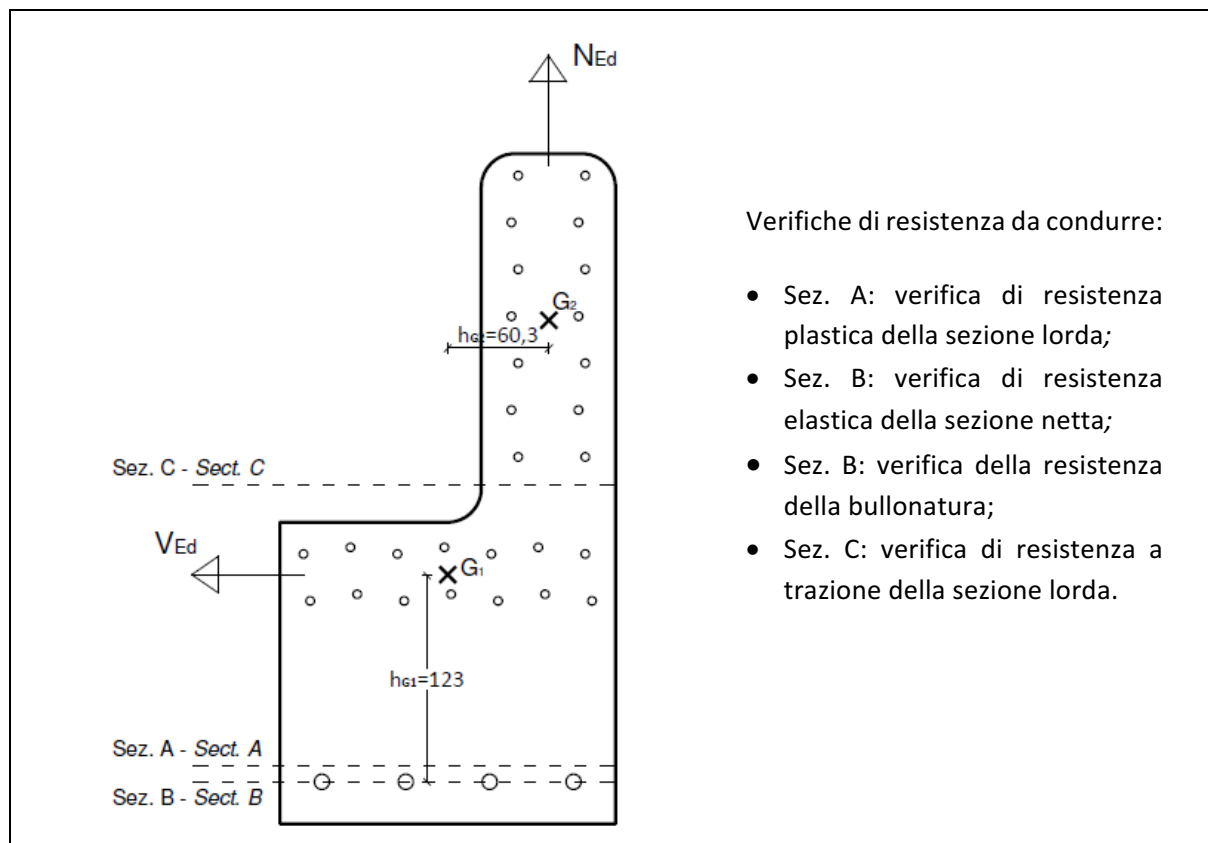 NEd
Verifiche di resistenza da condurre:
• Sez. A: verifica di resistenza
plastica della sezione lorda;
• Sez. B: verifica di resistenza
elastica della sezione netta;
• Sez. B: verifica della resistenza
della bullonatura;
• Sez. C: verifica di resistenza a
trazione della sezione lorda.
G2
hG2=60,3
Sez. C - Sect. C
VEd
G1
hG1=123
Sez. A - Sect. A
Sez. B - Sect. B